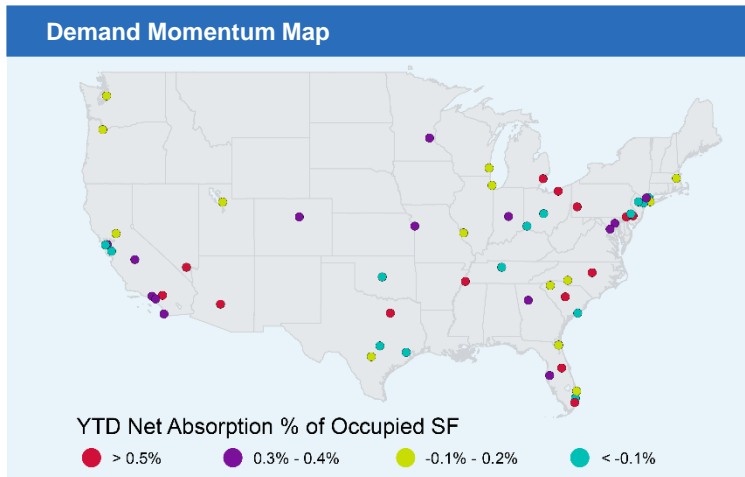 Demand Momentum Map
YTD Net Absorption % of Occupied SF
> 0.5%
0.3% - 0.4%
-0.1% - 0.2%
< -0.1%